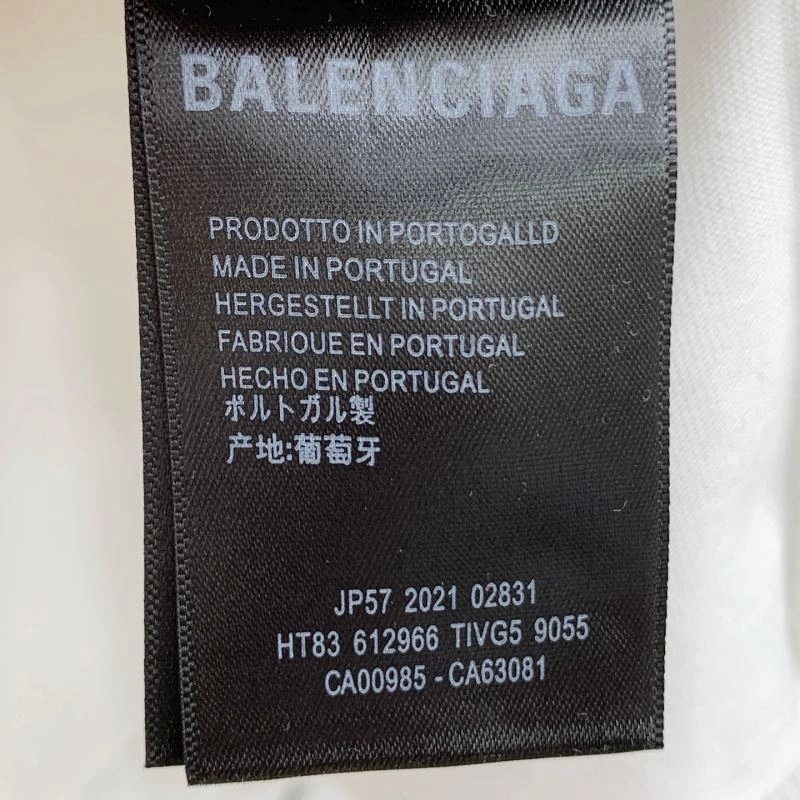 BALENCIAGA
PRODOTTO IN PORTOGALLD
MADE IN PORTUGAL
HERGESTELLT IN PORTUGAL
FABRIOUE EN PORTUGAL
HECHO EN PORTUGAL
ポルトガル製
产地:葡萄牙
JP57 2021 02831
HT83 612966 TIVG5 9055
CA00985 - CA63081